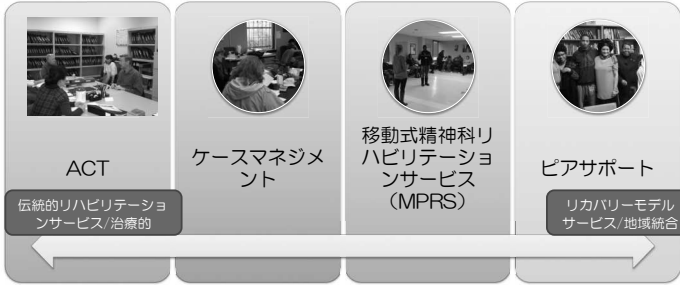 ACT
ケースマネジメ
ント
移動式精神科リ
ハビリテーショ
ンサービス
（MPRS）
ピアサポート
伝統的リハビリテーショ
ンサービス/治療的
リカバリーモデル
サービス/地域統合